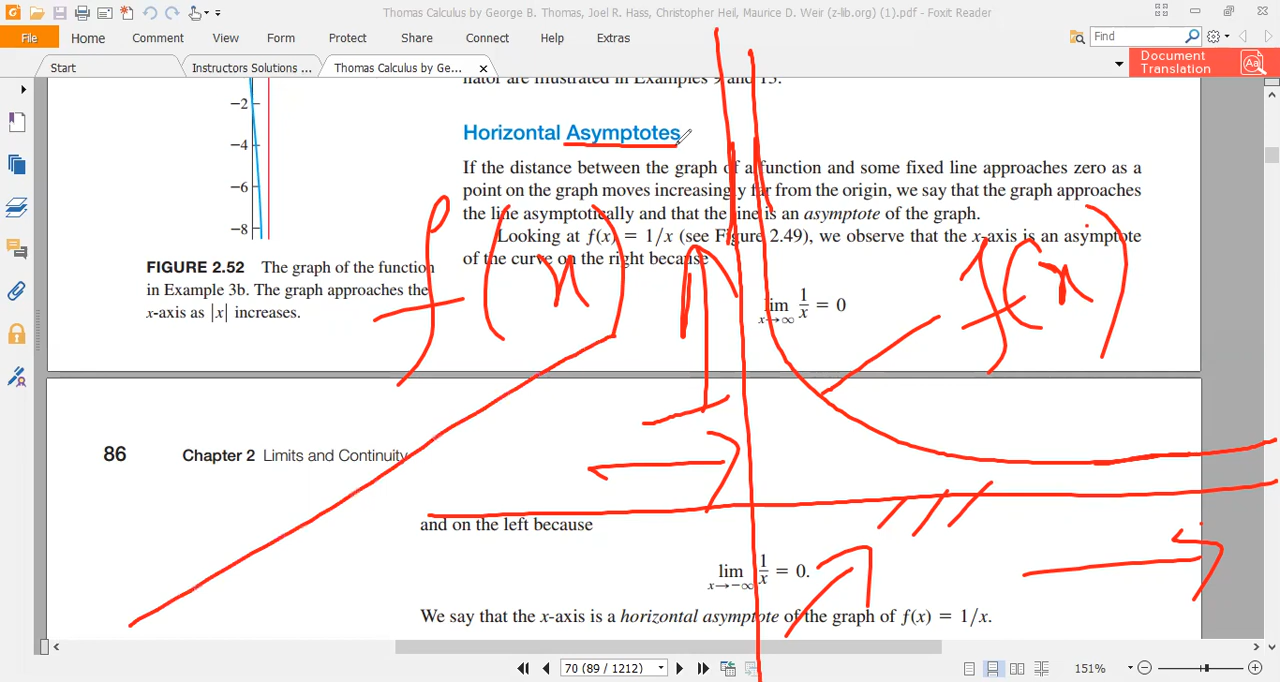 Thomas Calculus by George B. Thomas, Joel R. Hass, Christopher Heil, Maurice D. Weir (z-lib.org) (1).pdf - Foxit Reader
File Home Comment View Form Protect Share Connect Help Extras
Find
Start
Instructors Solutions ...
Thomas Calculus by Ge...
Document Translation
nator are illustrated in Examples 9 and 13.
−2
−4
−6
−8
Horizontal Asymptotes
If the distance between the graph of a function and some fixed line approaches zero as a
point on the graph moves increasingly far from the origin, we say that the graph approaches
the line asymptotically and that the line is an asymptote of the graph.
Looking at f(x) = 1/x (see Figure 2.49), we observe that the x-axis is an asymptote
of the curve on the right because
lim x→∞ 1/x = 0
FIGURE 2.52 The graph of the function
in Example 3b. The graph approaches the
x-axis as |x| increases.
f(x)
f(x)
86 Chapter 2 Limits and Continuity
and on the left because
lim x→−∞ 1/x = 0.
We say that the x-axis is a horizontal asymptote of the graph of f(x) = 1/x.
70 (89 / 1212)
151%